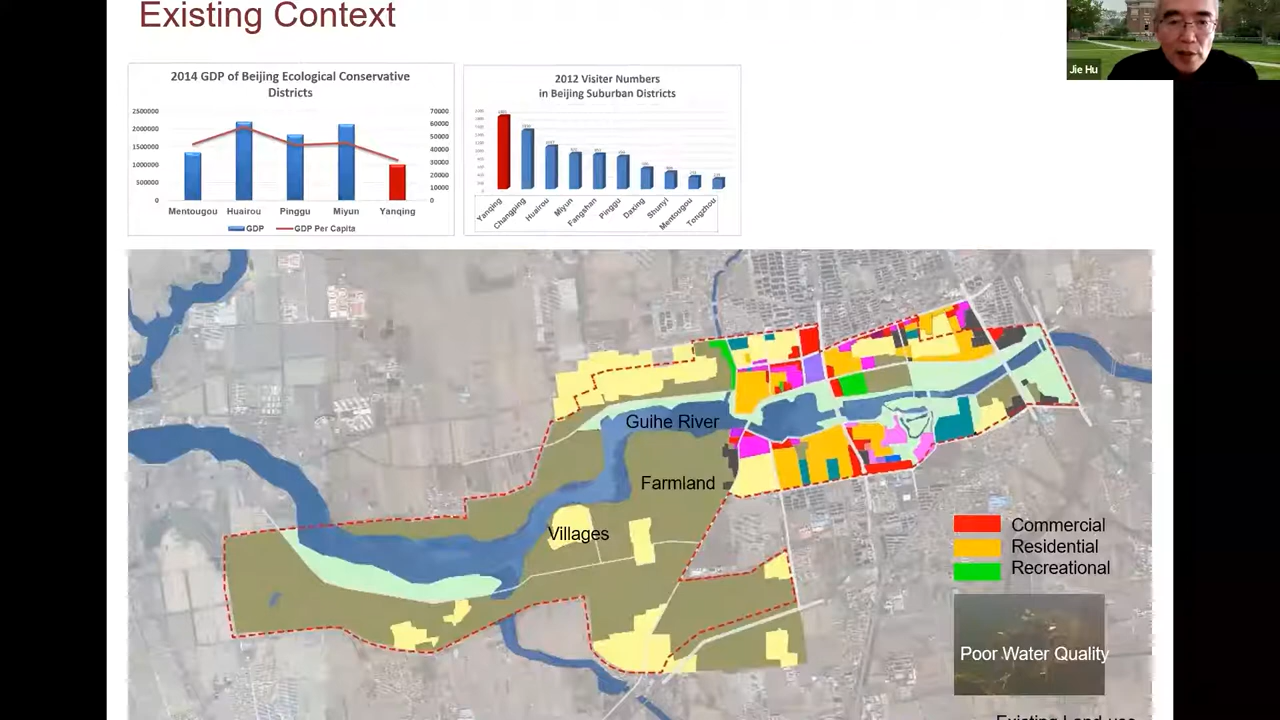 Existing Context
Jie Hu
2014 GDP of Beijing Ecological Conservative
Districts
2500000
2000000
1500000
1000000
500000
0
70000
60000
50000
40000
30000
20000
10000
0
Mentougou Huairou Pinggu Miyun Yanqing
GDP GDP Per Capita
2012 Visiter Numbers
in Beijing Suburban Districts
Yanqing
Changping
Huairou
Miyun
Fangshan
Pinggu
Daxing
Shunyi
Mentougou
Tongzhou
Guihe River
Farmland
Villages
Commercial
Residential
Recreational
Poor Water Quality
Existing Land use